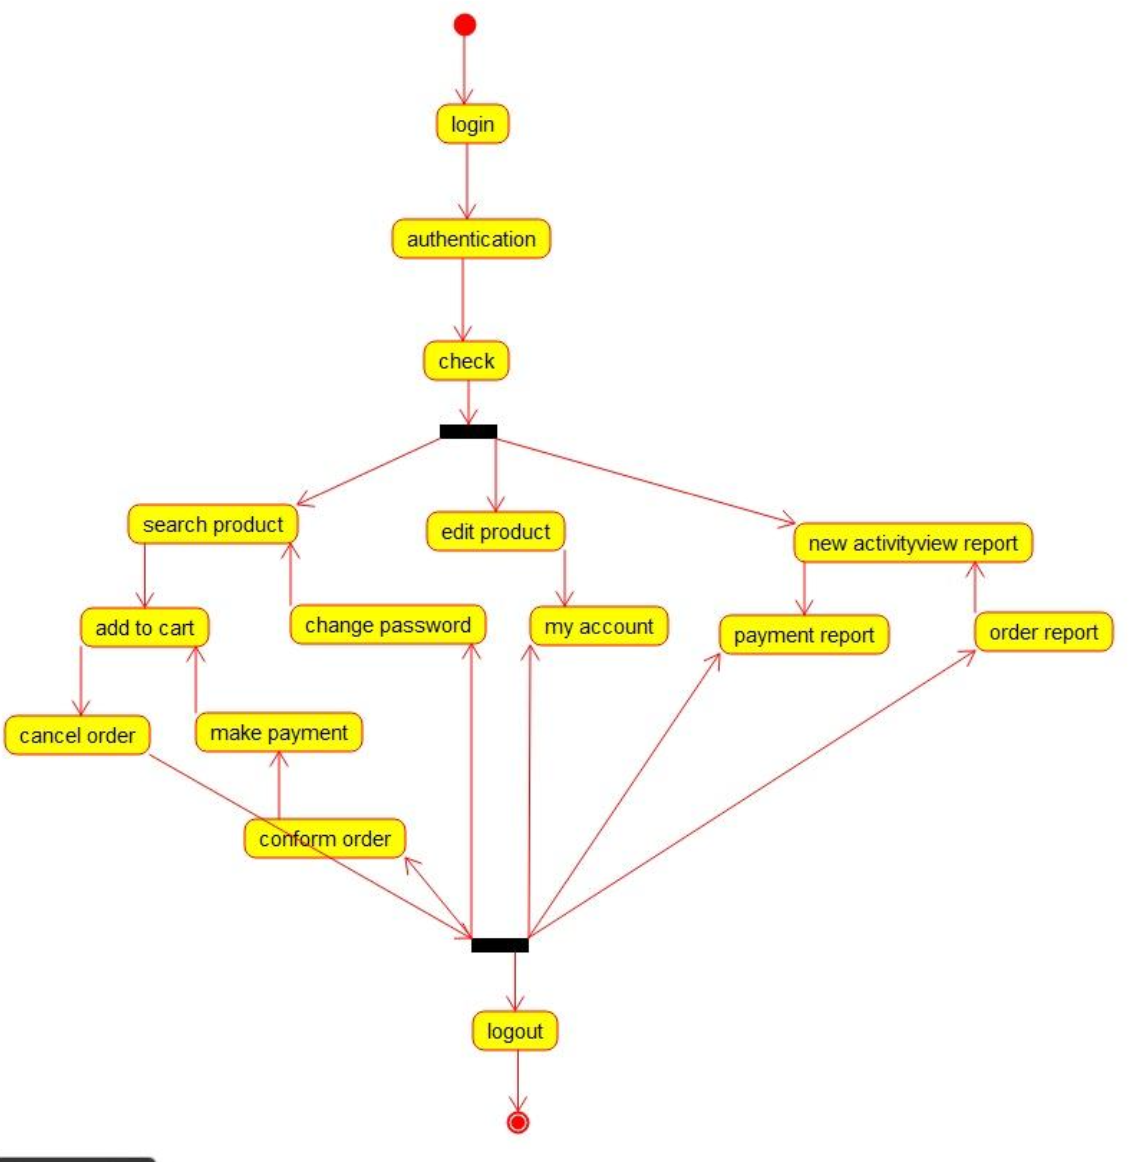 login
authentication
check
search product
edit product
new activityview report
add to cart
change password
my account
payment report
order report
cancel order
make payment
conform order
logout